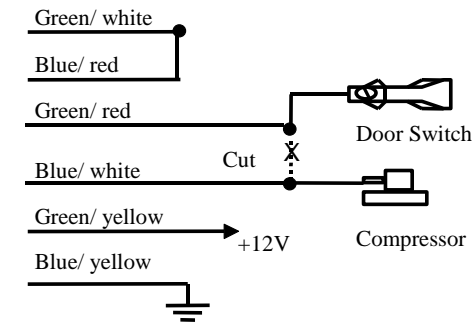 Green/ white
Blue/ red
Green/ red
Door Switch
Cut
X
Blue/ white
Green/ yellow
+12V
Compressor
Blue/ yellow